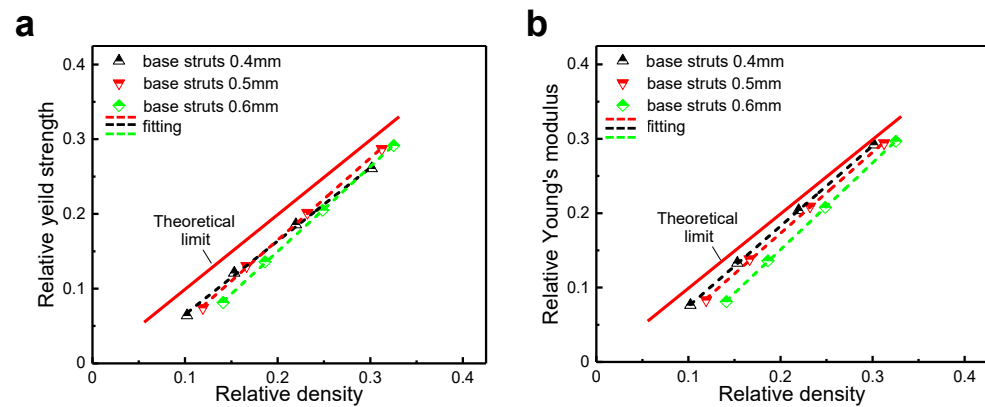 a
0.4
0.3
0.2
0.1
0
0
0.1
0.2
0.3
0.4
Relative yeild strength
Relative density
base struts 0.4mm
base struts 0.5mm
base struts 0.6mm
fitting
Theoretical
limit
b
0.4
0.3
0.2
0.1
0
0
0.1
0.2
0.3
0.4
Relative Young's modulus
Relative density
base struts 0.4mm
base struts 0.5mm
base struts 0.6mm
fitting
Theoretical
limit